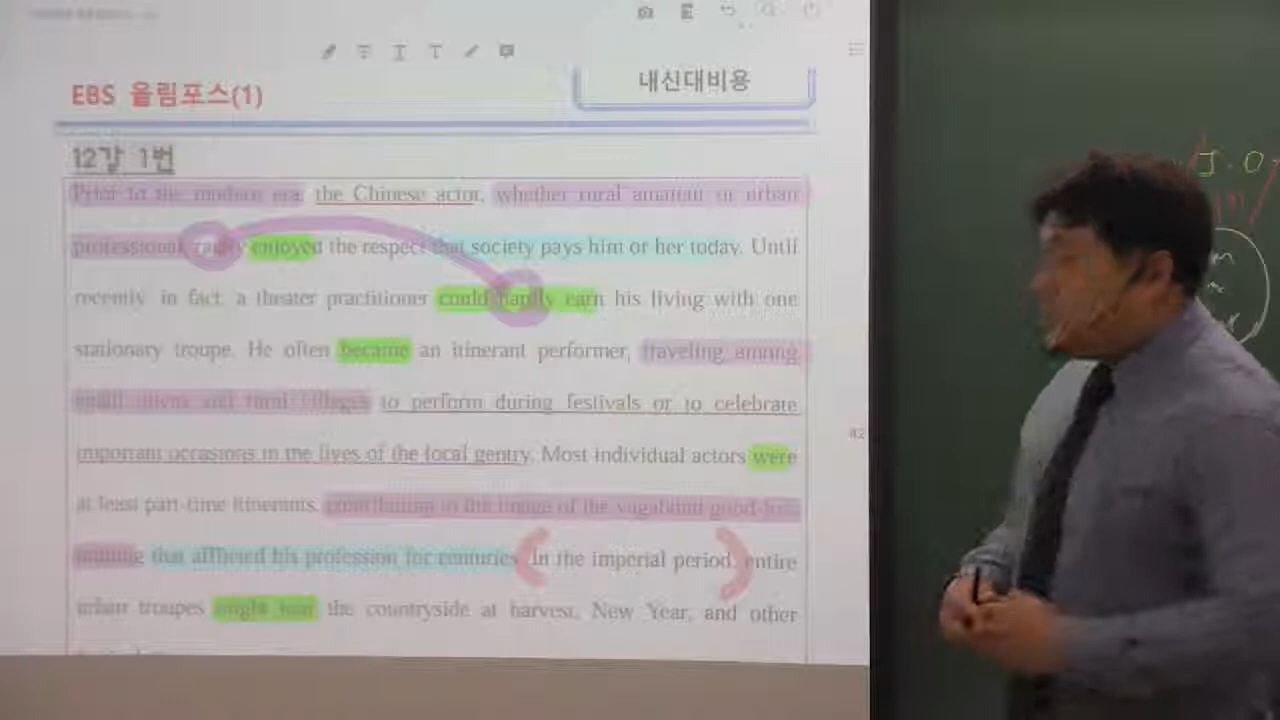 EBS 올림포스(1)
내신대비용
12강 1번
Prior to the modern era, the Chinese actor, whether rural amateur or urban
professional, rarely enjoyed the respect that society pays him or her today. Until
recently, in fact, a theater practitioner could happily earn his living with one
stationary troupe. He often became an itinerant performer, traveling among
small towns and rural villages to perform during festivals or to celebrate
important occasions in the lives of the local gentry. Most individual actors were
at least part-time itinerants, contributing to the image of the vagabond good-for-
nothing that afflicted his profession for centuries. In the imperial period, entire
urban troupes might tour the countryside at harvest, New Year, and other
42
J. O